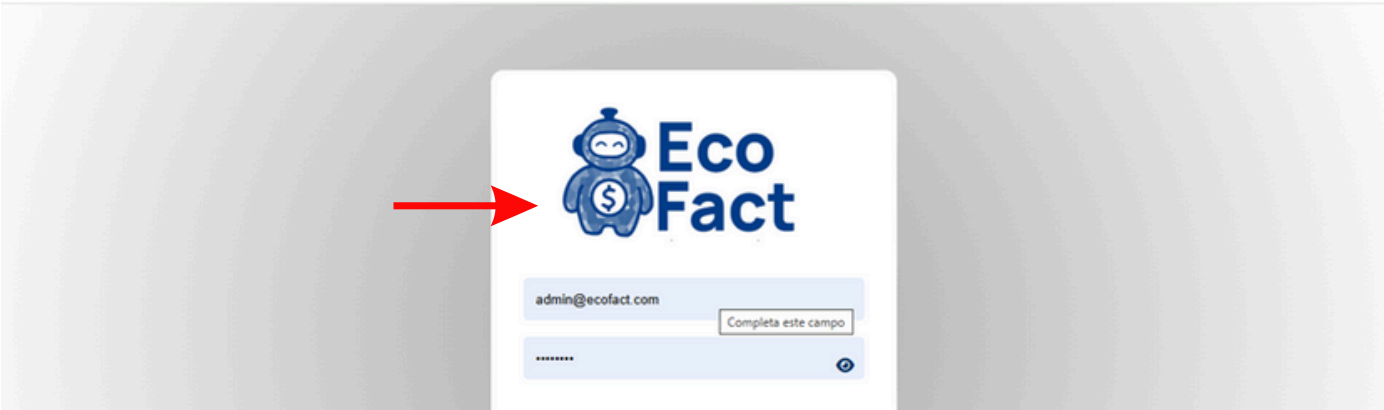 Eco
$ Fact
admin@ecofact.com
Completa este campo
••••••••